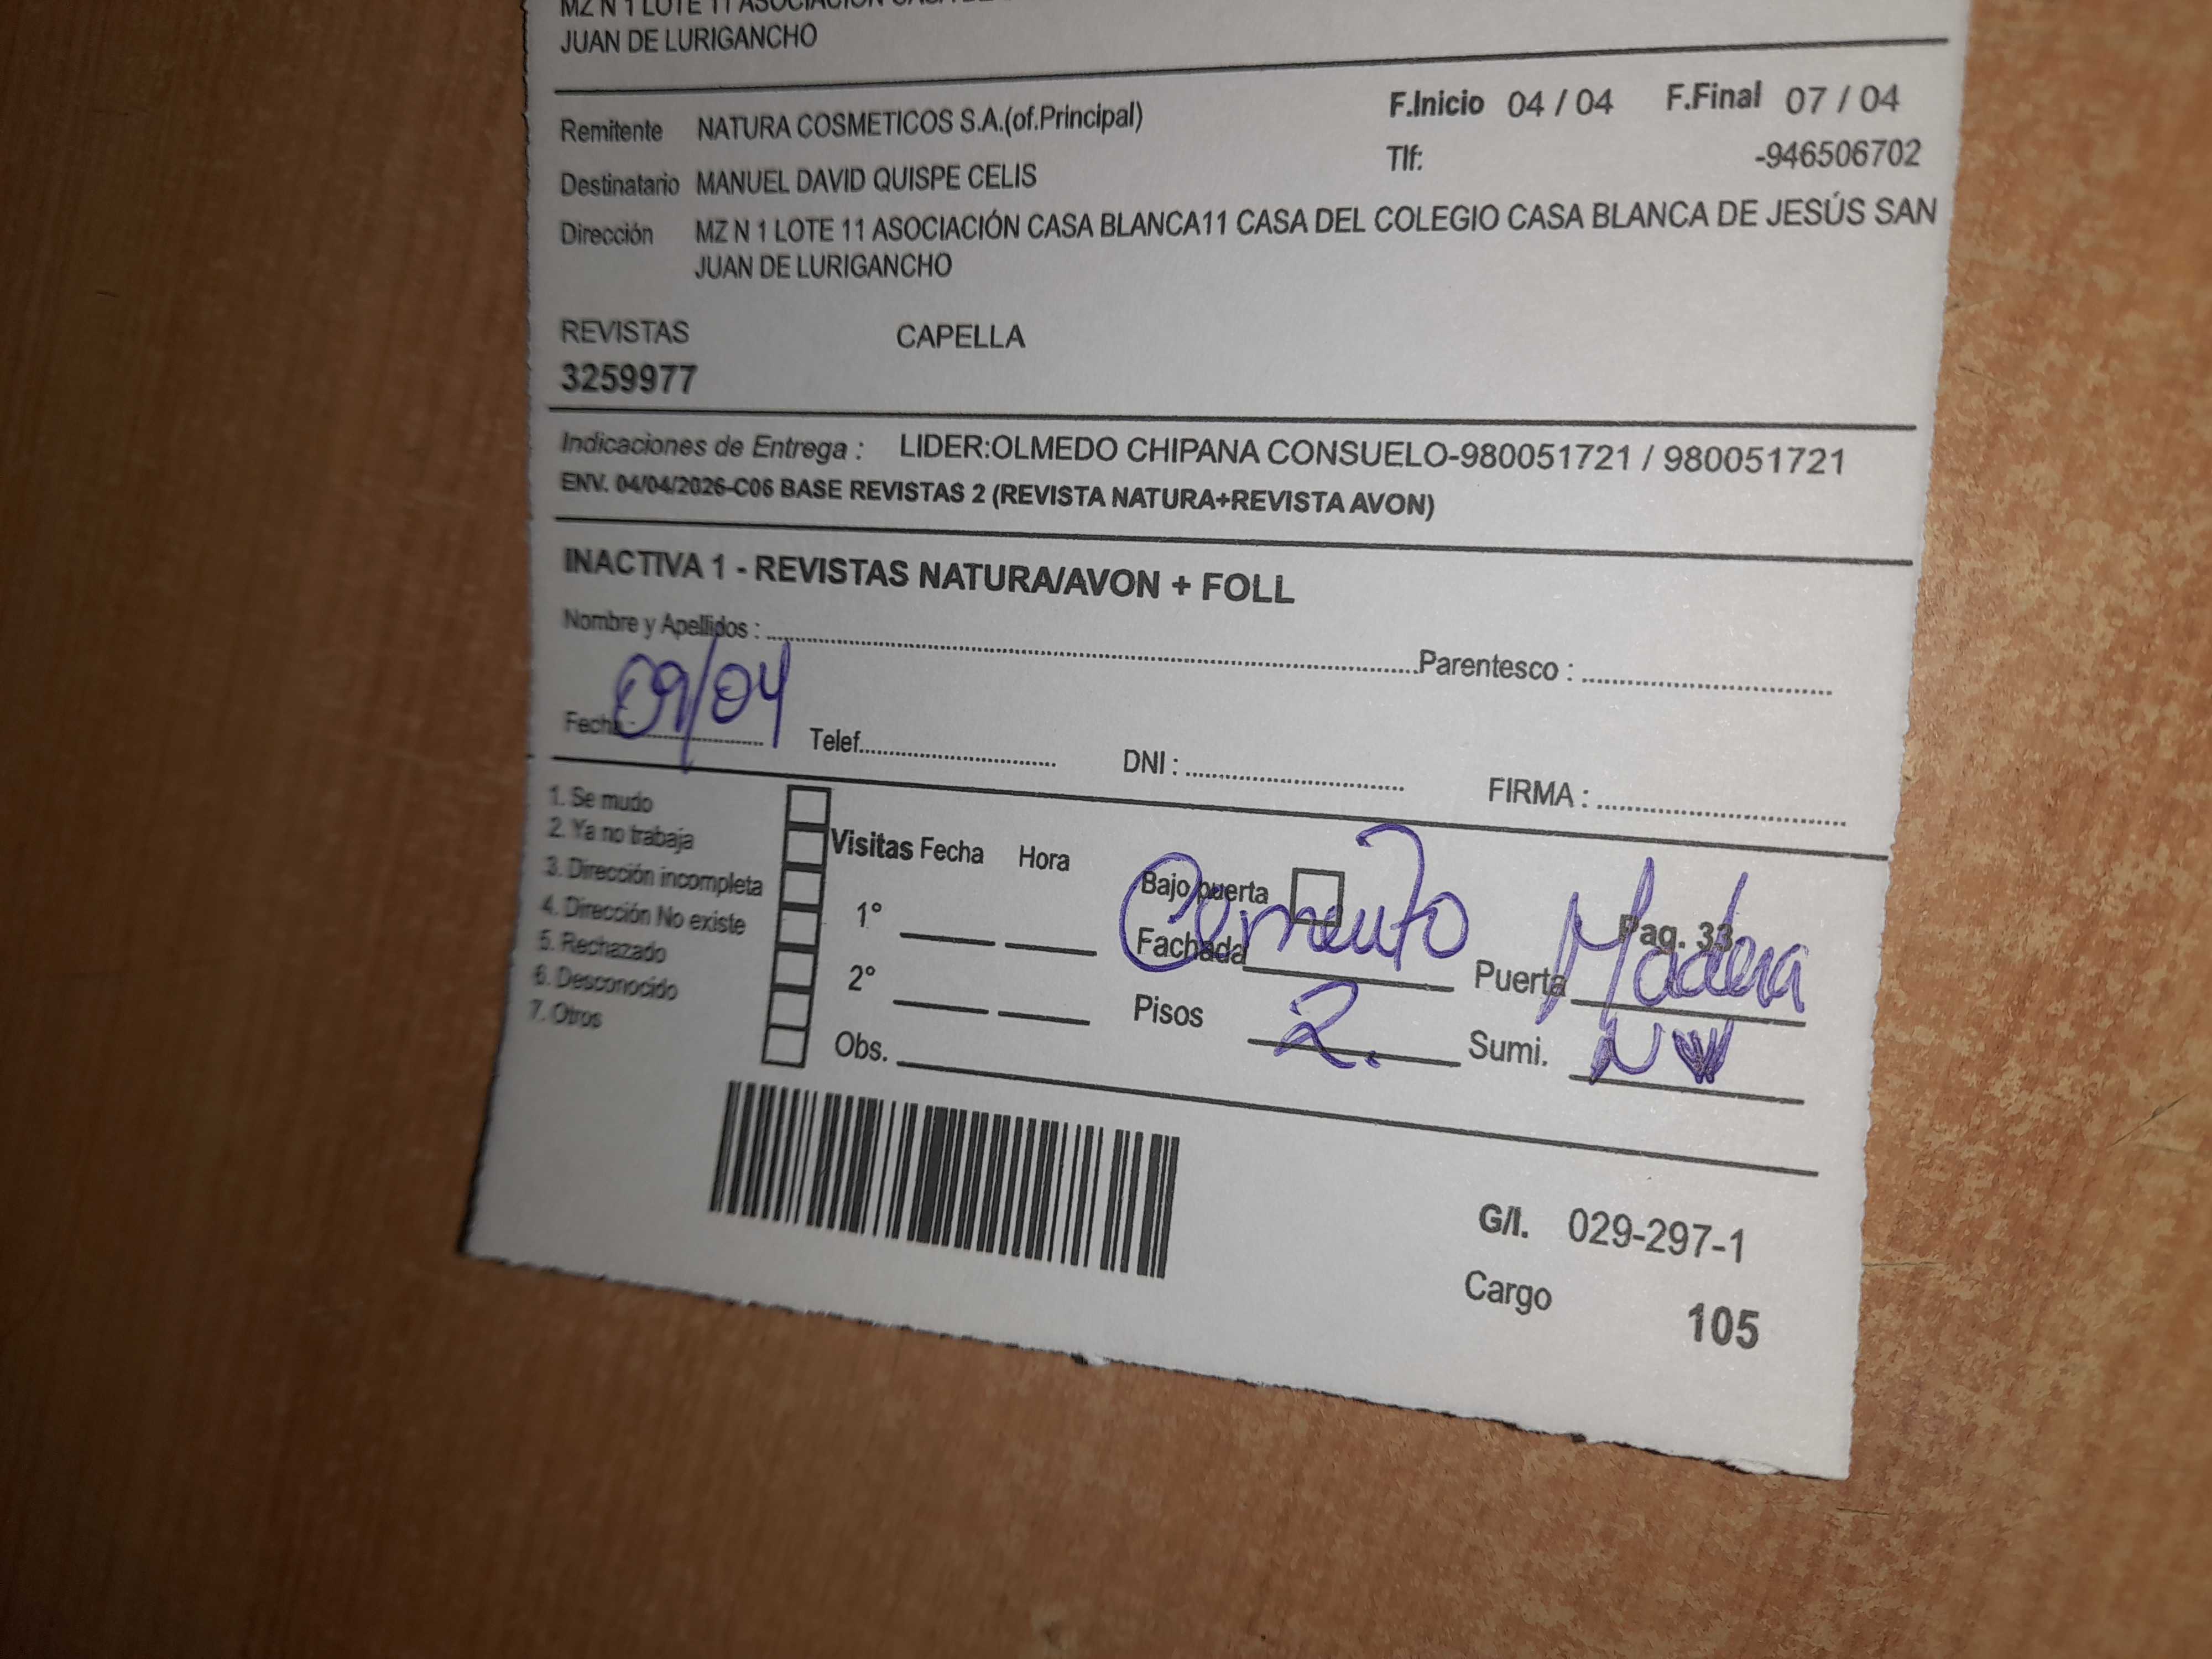 MZ N 1 LOTE 11 ASOCIACIÓN CASA
JUAN DE LURIGANCHO
Remitente NATURA COSMETICOS S.A.(of.Principal) F.Inicio 04 / 04 F.Final 07 / 04
Destinatario MANUEL DAVID QUISPE CELIS Tlf: -946506702
Dirección MZ N 1 LOTE 11 ASOCIACIÓN CASA BLANCA11 CASA DEL COLEGIO CASA BLANCA DE JESÚS SAN
JUAN DE LURIGANCHO
REVISTAS CAPELLA
3259977
Indicaciones de Entrega : LIDER:OLMEDO CHIPANA CONSUELO-980051721 / 980051721
ENV. 04/04/2026-C06 BASE REVISTAS 2 (REVISTA NATURA+REVISTA AVON)
INACTIVA 1 - REVISTAS NATURA/AVON + FOLL
Nombre y Apellidos : Parentesco :
Fecha : 09/04 Telef. DNI : FIRMA :
1. Se mudo
2. Ya no trabaja
3. Dirección incompleta
4. Dirección No existe
5. Rechazado
6. Desconocido
7. Otros
Visitas Fecha Hora
1°
2°
Obs.
Bajo puerta Pag. 33
Fachada Cemento Puerta Madera
Pisos 2. Sumi. N
G/I. 029-297-1
Cargo 105